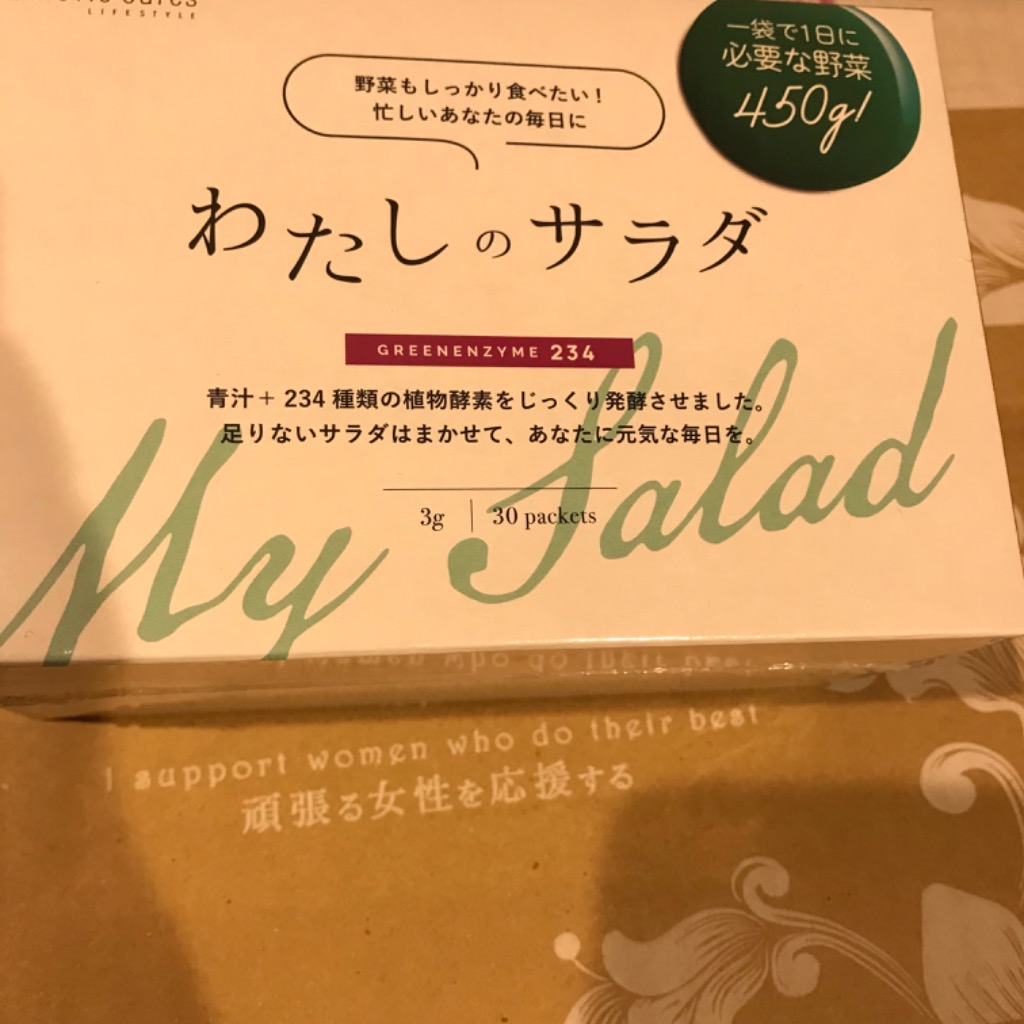 LIFESTYLE
一袋で1日に
必要な野菜
450g!
野菜もしっかり食べたい！
忙しいあなたの毎日に
わたしのサラダ
GREENENZYME 234
青汁＋234種類の植物酵素をじっくり発酵させました。
足りないサラダはまかせて、あなたに元気な毎日を。
3g | 30 packets
My Salad
I support women who do their best
頑張る女性を応援する